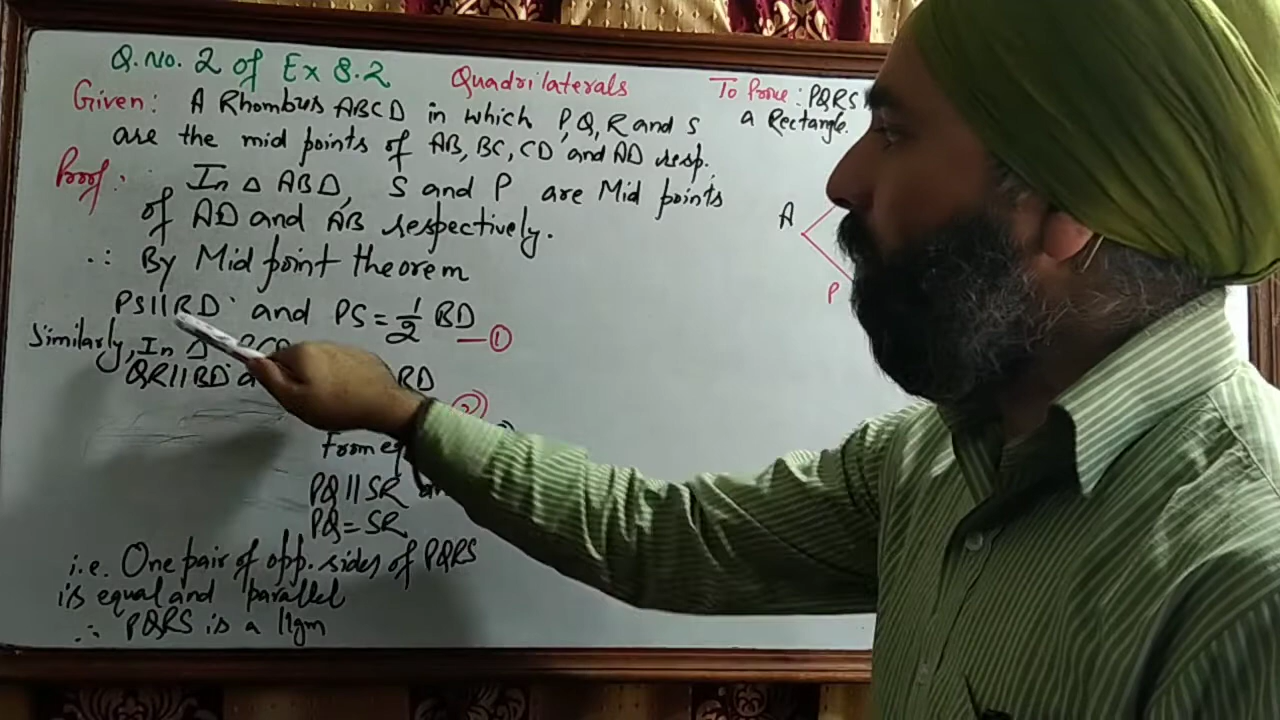 Q. No. 2 of Ex 8.2
Quadrilaterals
To Prove: PQRS
a Rectangle.
Given: A Rhombus ABCD in which P, Q, R and S
are the mid points of AB, BC, CD and AD resp.
Proof: In Δ ABD, S and P are Mid points
of AD and AB respectively.
∴ By Mid point theorem
PS || BD and PS = 1/2 BD — ①
Similarly, In Δ
QR || BD BD
②
From
PQ || SR
PQ = SR
i.e. One pair of opp. sides of PQRS
is equal and parallel
∴ PQRS is a ||gm
A
P